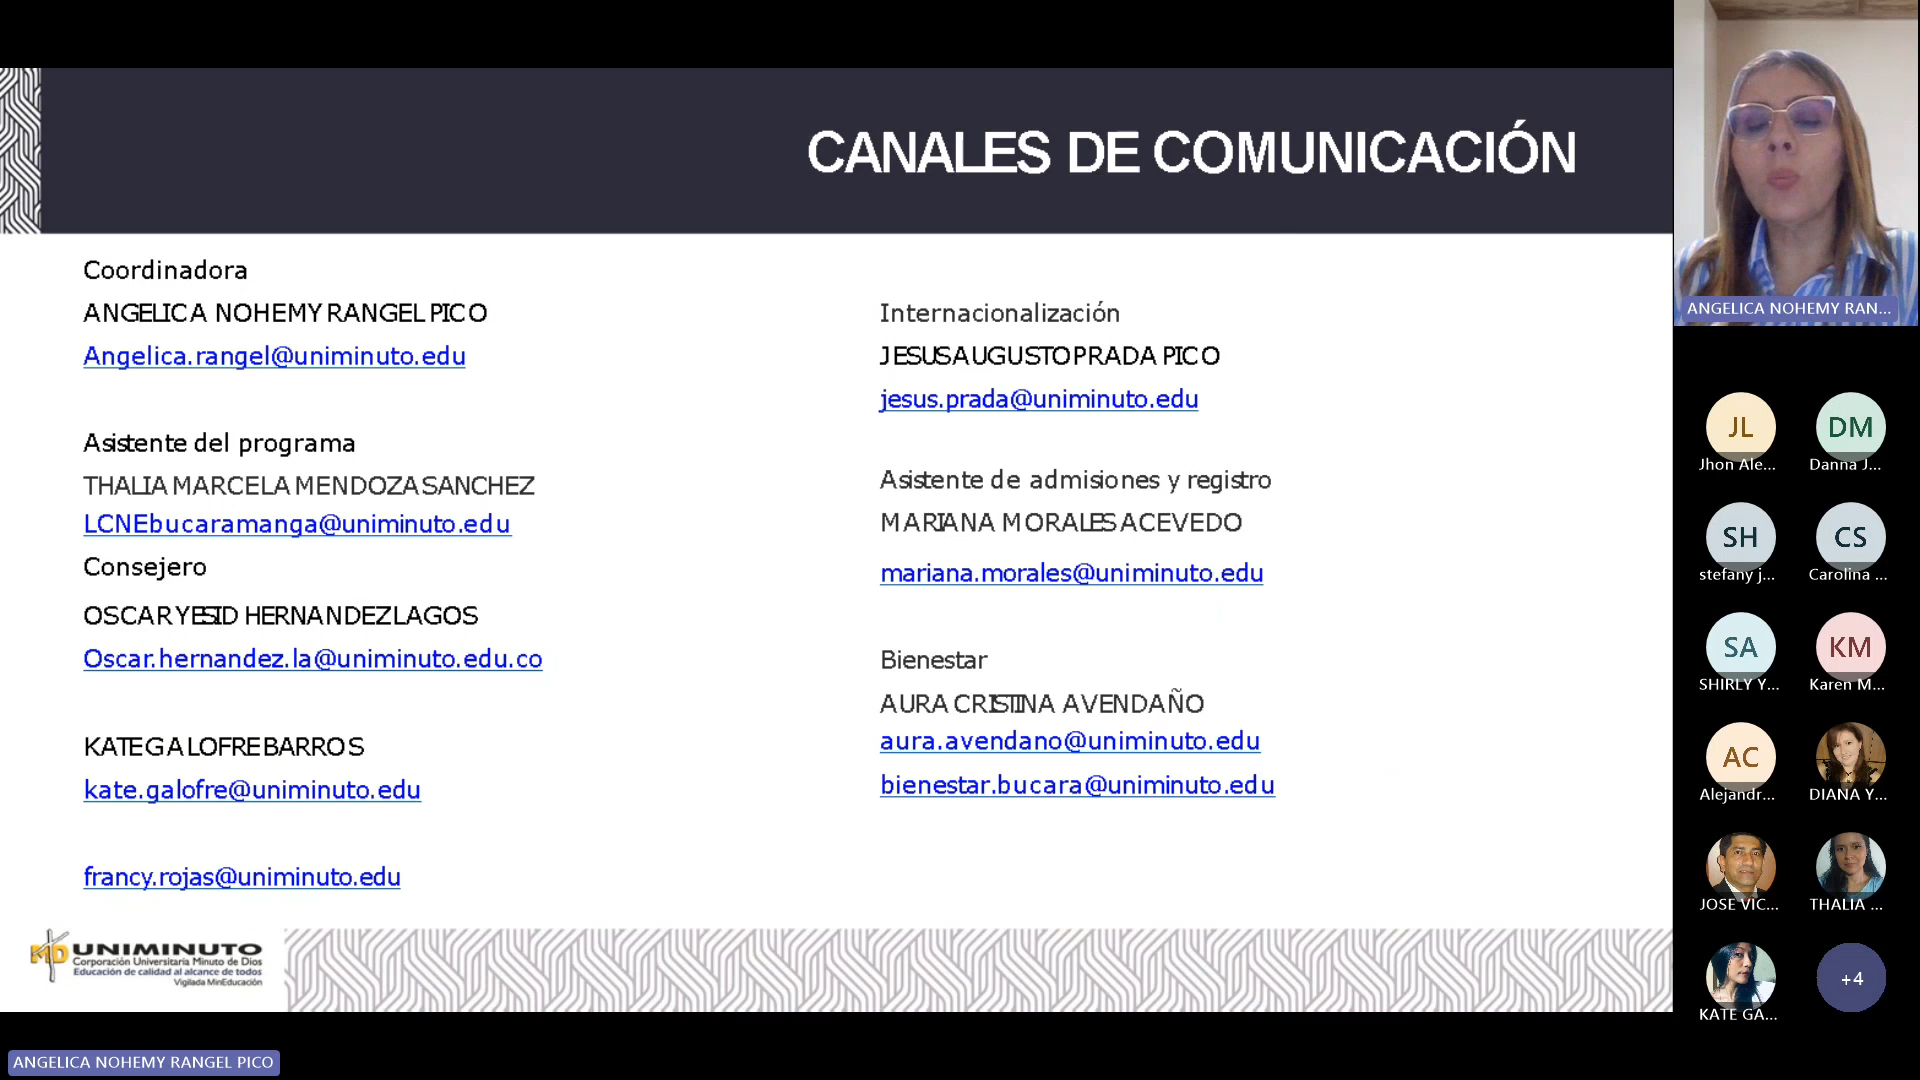 CANALES DE COMUNICACIÓN
Coordinadora
ANGELICA NOHEMY RANGEL PICO
Angelica.rangel@uniminuto.edu
Asistente del programa
THALIA MARCELA MENDOZA SANCHEZ
LCNEbucaramanga@uniminuto.edu
Consejero
OSCAR YESID HERNANDEZ LAGOS
Oscar.hernandez.la@uniminuto.edu.co
KATE GALOFRE BARROS
kate.galofre@uniminuto.edu
francy.rojas@uniminuto.edu
Internacionalización
JESUS AUGUSTO PRADA PICO
jesus.prada@uniminuto.edu
Asistente de admisiones y registro
MARIANA MORALES ACEVEDO
mariana.morales@uniminuto.edu
Bienestar
AURA CRISTINA AVENDAÑO
aura.avendano@uniminuto.edu
bienestar.bucara@uniminuto.edu
MD UNIMINUTO
Corporación Universitaria Minuto de Dios
Educación de calidad al alcance de todos
Vigilada MinEducación
ANGELICA NOHEMY RANGEL PICO
ANGELICA NOHEMY RAN...
JL
Jhon Ale...
DM
Danna J...
SH
stefany j...
CS
Carolina ...
SA
SHIRLY Y...
KM
Karen M...
AC
Alejandr...
DIANA Y...
JOSE VIC...
THALIA ...
KATE GA...
+4